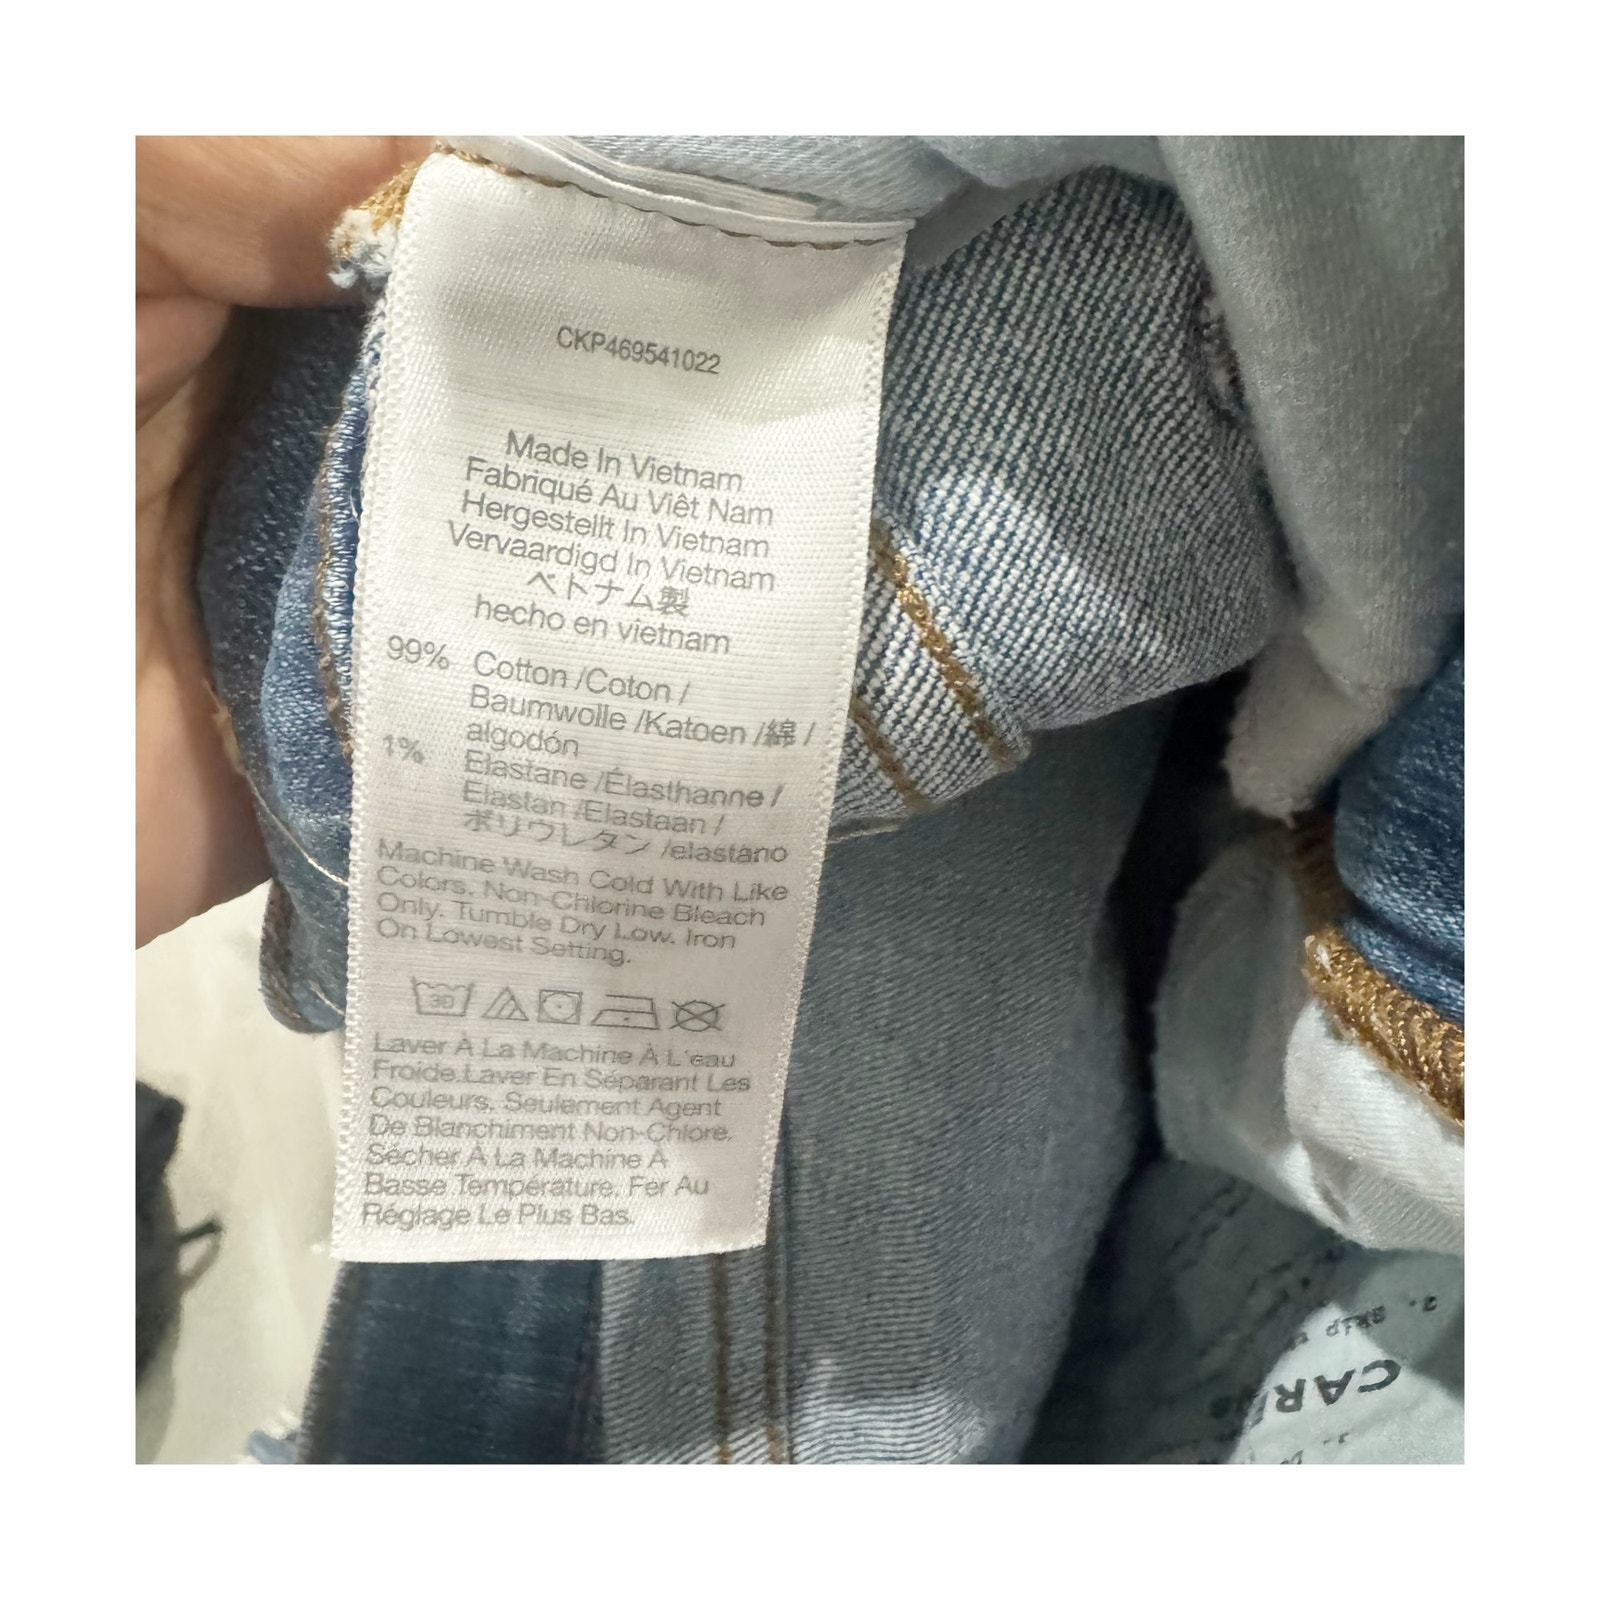 CKP469541022
Made In Vietnam
Fabriqué Au Viêt Nam
Hergestellt In Vietnam
Vervaardigd In Vietnam
ベトナム製
hecho en vietnam
99% Cotton /Coton /
Baumwolle /Katoen /綿 /
algodón
1% Elastane /Élasthanne /
Elastan /Elastaan /
ポリウレタン /elastano
Machine Wash Cold With Like
Colors. Non-Chlorine Bleach
Only. Tumble Dry Low. Iron
On Lowest Setting.
30
Laver À La Machine À L'eau
Froide.Laver En Séparant Les
Couleurs. Seulement Agent
De Blanchiment Non-Chlore.
Sécher À La Machine À
Basse Température. Fer Au
Réglage Le Plus Bas.